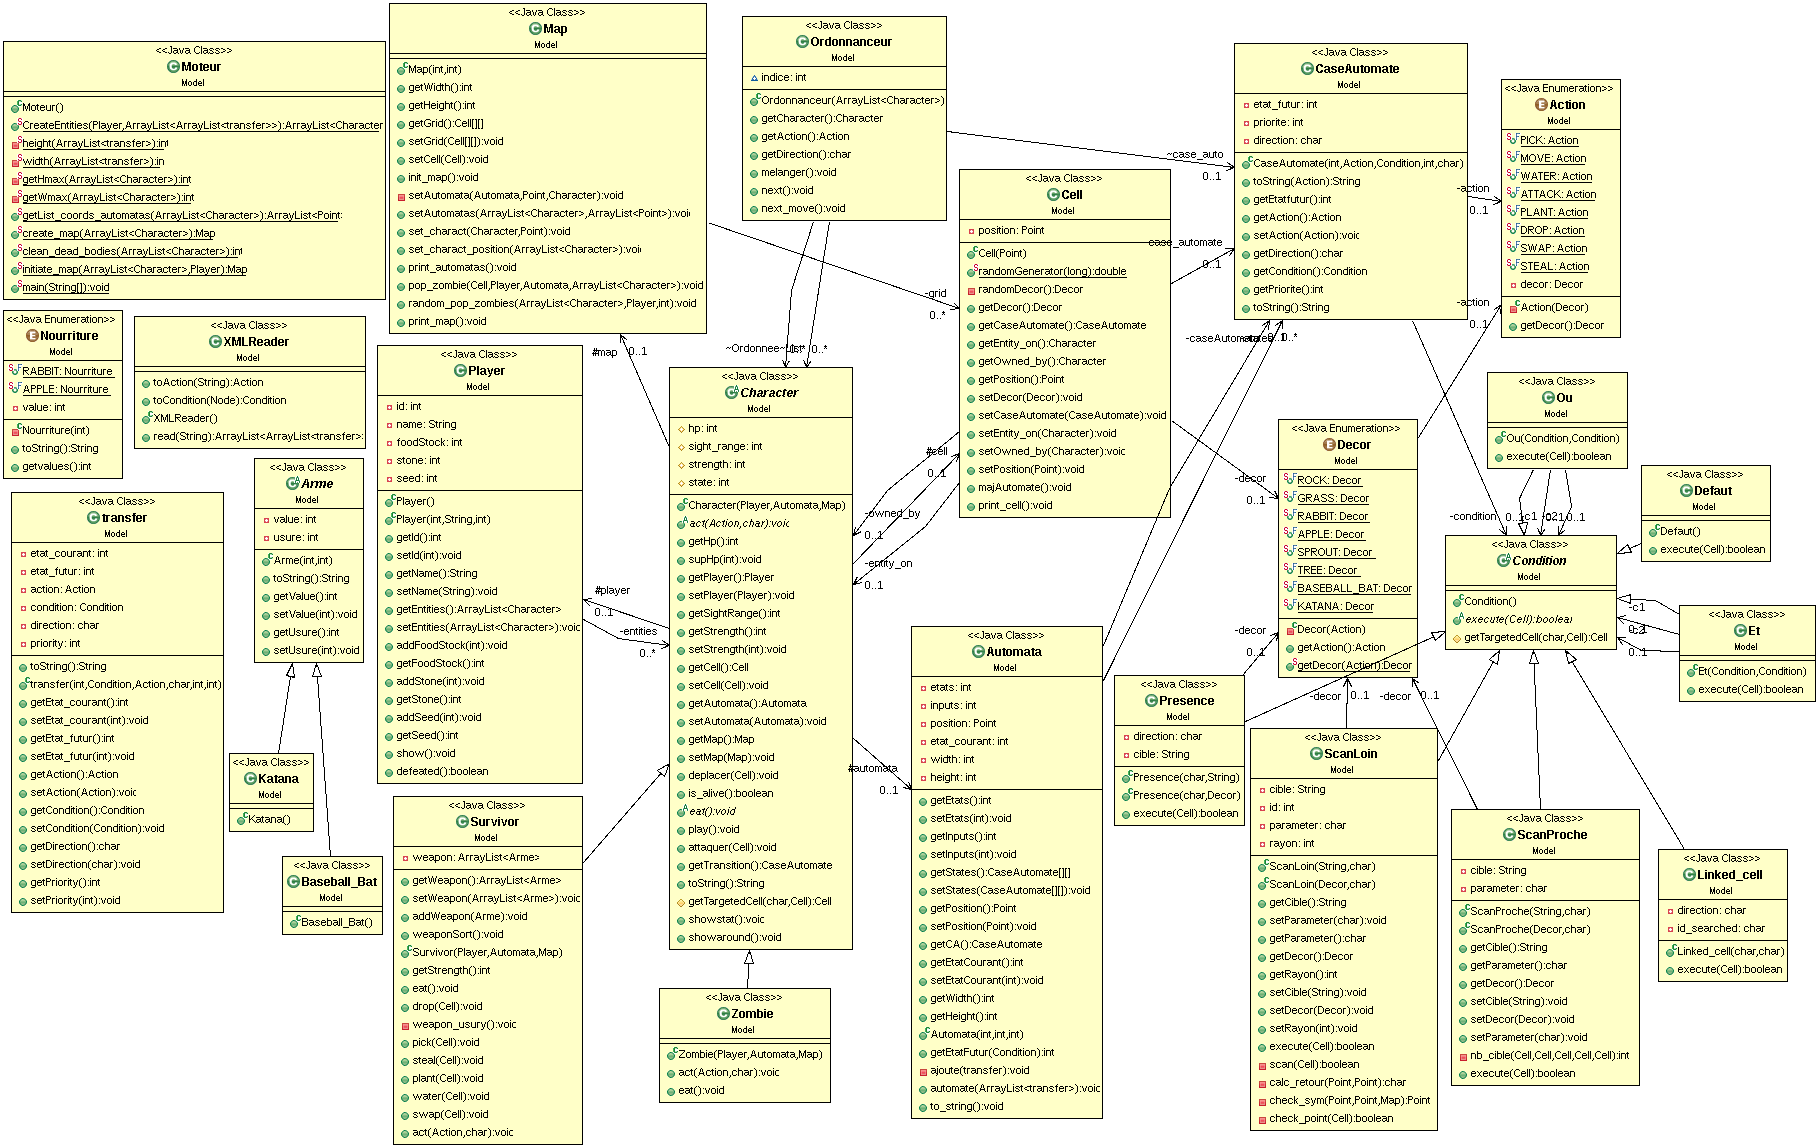 <<Java Class>>
Moteur
Model
Moteur()
CreateEntities(Player,ArrayList<ArrayList<transfer>>):ArrayList<Character
height(ArrayList<transfer>):int
width(ArrayList<transfer>):in
getHmax(ArrayList<Character>):int
getWmax(ArrayList<Character>):int
getList_coords_automatas(ArrayList<Character>):ArrayList<Point
create_map(ArrayList<Character>):Map
clean_dead_bodies(ArrayList<Character>):int
initiate_map(ArrayList<Character>,Player):Map
main(String[]):void
<<Java Class>>
Map
Model
Map(int,int)
getWidth():int
getHeight():int
getGrid():Cell[][]
setGrid(Cell[][]):void
setCell(Cell):void
init_map():void
setAutomata(Automata,Point,Character):void
setAutomatas(ArrayList<Character>,ArrayList<Point>):void
set_charact(Character,Point):void
set_charact_position(ArrayList<Character>):void
print_automatas():void
pop_zombie(Cell,Player,Automata,ArrayList<Character>):void
random_pop_zombies(ArrayList<Character>,Player,int):void
print_map():void
<<Java Class>>
Ordonnanceur
Model
indice: int
Ordonnanceur(ArrayList<Character>)
getCharacter():Character
getAction():Action
getDirection():char
melanger():void
next():void
next_move():void
<<Java Class>>
CaseAutomate
Model
etat_futur: int
priorite: int
direction: char
CaseAutomate(int,Action,Condition,int,char)
toString(Action):String
getEtatfutur():int
getAction():Action
setAction(Action):void
getDirection():char
getCondition():Condition
getPriorite():int
toString():String
<<Java Enumeration>>
Action
Model
PICK: Action
MOVE: Action
WATER: Action
ATTACK: Action
PLANT: Action
DROP: Action
SWAP: Action
STEAL: Action
decor: Decor
Action(Decor)
getDecor():Decor
<<Java Class>>
Cell
Model
position: Point
Cell(Point)
randomGenerator(long):double
randomDecor():Decor
getDecor():Decor
getCaseAutomate():CaseAutomate
getEntity_on():Character
getOwned_by():Character
getPosition():Point
setDecor(Decor):void
setCaseAutomate(CaseAutomate):void
setEntity_on(Character):void
setOwned_by(Character):void
setPosition(Point):void
majAutomate():void
print_cell():void
<<Java Enumeration>>
Nourriture
Model
RABBIT: Nourriture
APPLE: Nourriture
value: int
Nourriture(int)
toString():String
getvalues():int
<<Java Class>>
XMLReader
Model
toAction(String):Action
toCondition(Node):Condition
XMLReader()
read(String):ArrayList<ArrayList<transfer>
<<Java Class>>
Player
Model
id: int
name: String
foodStock: int
stone: int
seed: int
Player()
Player(int,String,int)
getId():int
setId(int):void
getName():String
setName(String):void
getEntities():ArrayList<Character>
setEntities(ArrayList<Character>):void
addFoodStock(int):void
getFoodStock():int
addStone(int):void
getStone():int
addSeed(int):void
getSeed():int
show():void
defeated():boolean
<<Java Class>>
Character
Model
hp: int
sight_range: int
strength: int
state: int
Character(Player,Automata,Map)
act(Action,char):void
getHp():int
supHp(int):void
getPlayer():Player
setPlayer(Player):void
getSightRange():int
getStrength():int
setStrength(int):void
getCell():Cell
setCell(Cell):void
getAutomata():Automata
setAutomata(Automata):void
getMap():Map
setMap(Map):void
deplacer(Cell):void
is_alive():boolean
eat():void
play():void
attaquer(Cell):void
getTransition():CaseAutomate
toString():String
getTargetedCell(char,Cell):Cell
showstat():void
showaround():void
<<Java Class>>
Arme
Model
value: int
usure: int
Arme(int,int)
toString():String
getValue():int
setValue(int):void
getUsure():int
setUsure(int):void
<<Java Class>>
transfer
Model
etat_courant: int
etat_futur: int
action: Action
condition: Condition
direction: char
priority: int
toString():String
transfer(int,Condition,Action,char,int,int)
getEtat_courant():int
setEtat_courant(int):void
getEtat_futur():int
setEtat_futur(int):void
getAction():Action
setAction(Action):void
getCondition():Condition
setCondition(Condition):void
getDirection():char
setDirection(char):void
getPriority():int
setPriority(int):void
<<Java Class>>
Katana
Model
Katana()
<<Java Class>>
Baseball_Bat
Model
Baseball_Bat()
<<Java Class>>
Survivor
Model
weapon: ArrayList<Arme>
getWeapon():ArrayList<Arme>
setWeapon(ArrayList<Arme>):void
addWeapon(Arme):void
weaponSort():void
Survivor(Player,Automata,Map)
getStrength():int
eat():void
drop(Cell):void
weapon_usury():void
pick(Cell):void
steal(Cell):void
plant(Cell):void
water(Cell):void
swap(Cell):void
act(Action,char):void
<<Java Class>>
Zombie
Model
Zombie(Player,Automata,Map)
act(Action,char):void
eat():void
<<Java Class>>
Automata
Model
etats: int
inputs: int
position: Point
etat_courant: int
width: int
height: int
getEtats():int
setEtats(int):void
getInputs():int
setInputs(int):void
getStates():CaseAutomate[][]
setStates(CaseAutomate[][]):void
getPosition():Point
setPosition(Point):void
getCA():CaseAutomate
getEtatCourant():int
setEtatCourant(int):void
getWidth():int
getHeight():int
Automata(int,int,int)
getEtatFutur(Condition):int
ajoute(transfer):void
automate(ArrayList<transfer>):void
to_string():void
<<Java Enumeration>>
Decor
Model
ROCK: Decor
GRASS: Decor
RABBIT: Decor
APPLE: Decor
SPROUT: Decor
TREE: Decor
BASEBALL_BAT: Decor
KATANA: Decor
Decor(Action)
getAction():Action
getDecor(Action):Decor
<<Java Class>>
Ou
Model
Ou(Condition,Condition)
execute(Cell):boolean
<<Java Class>>
Defaut
Model
Defaut()
execute(Cell):boolean
<<Java Class>>
Condition
Model
Condition()
execute(Cell):boolea
getTargetedCell(char,Cell):Cell
<<Java Class>>
Et
Model
Et(Condition,Condition)
execute(Cell):boolean
<<Java Class>>
Presence
Model
direction: char
cible: String
Presence(char,String)
Presence(char,Decor)
execute(Cell):boolean
<<Java Class>>
ScanLoin
Model
cible: String
id: int
parameter: char
rayon: int
ScanLoin(String,char)
ScanLoin(Decor,char)
getCible():String
setParameter(char):void
getParameter():char
getDecor():Decor
getRayon():int
setCible(String):void
setDecor(Decor):void
setRayon(int):void
execute(Cell):boolean
scan(Cell):boolean
calc_retour(Point,Point):char
check_sym(Point,Point,Map):Point
check_point(Cell):boolean
<<Java Class>>
ScanProche
Model
cible: String
parameter: char
ScanProche(String,char)
ScanProche(Decor,char)
getCible():String
getParameter():char
getDecor():Decor
setCible(String):void
setDecor(Decor):void
setParameter(char):void
nb_cible(Cell,Cell,Cell,Cell,Cell):int
execute(Cell):boolean
<<Java Class>>
Linked_cell
Model
direction: char
id_searched: char
Linked_cell(char,char)
execute(Cell):boolean
~case_auto
0..1
-action
0..1
-case_automate
0..1
-grid
0..*
-action
0..1
#map
0..1
0..*
#cell
0..1
-owned_by
0..1
-entity_on
0..1
#player
0..1
-entities
0..*
#automata
0..1
-decor
0..1
-decor
0..1
-decor
0..1
-decor
0..1
-condition
0..1
-c1
0..1
-c1
0..1